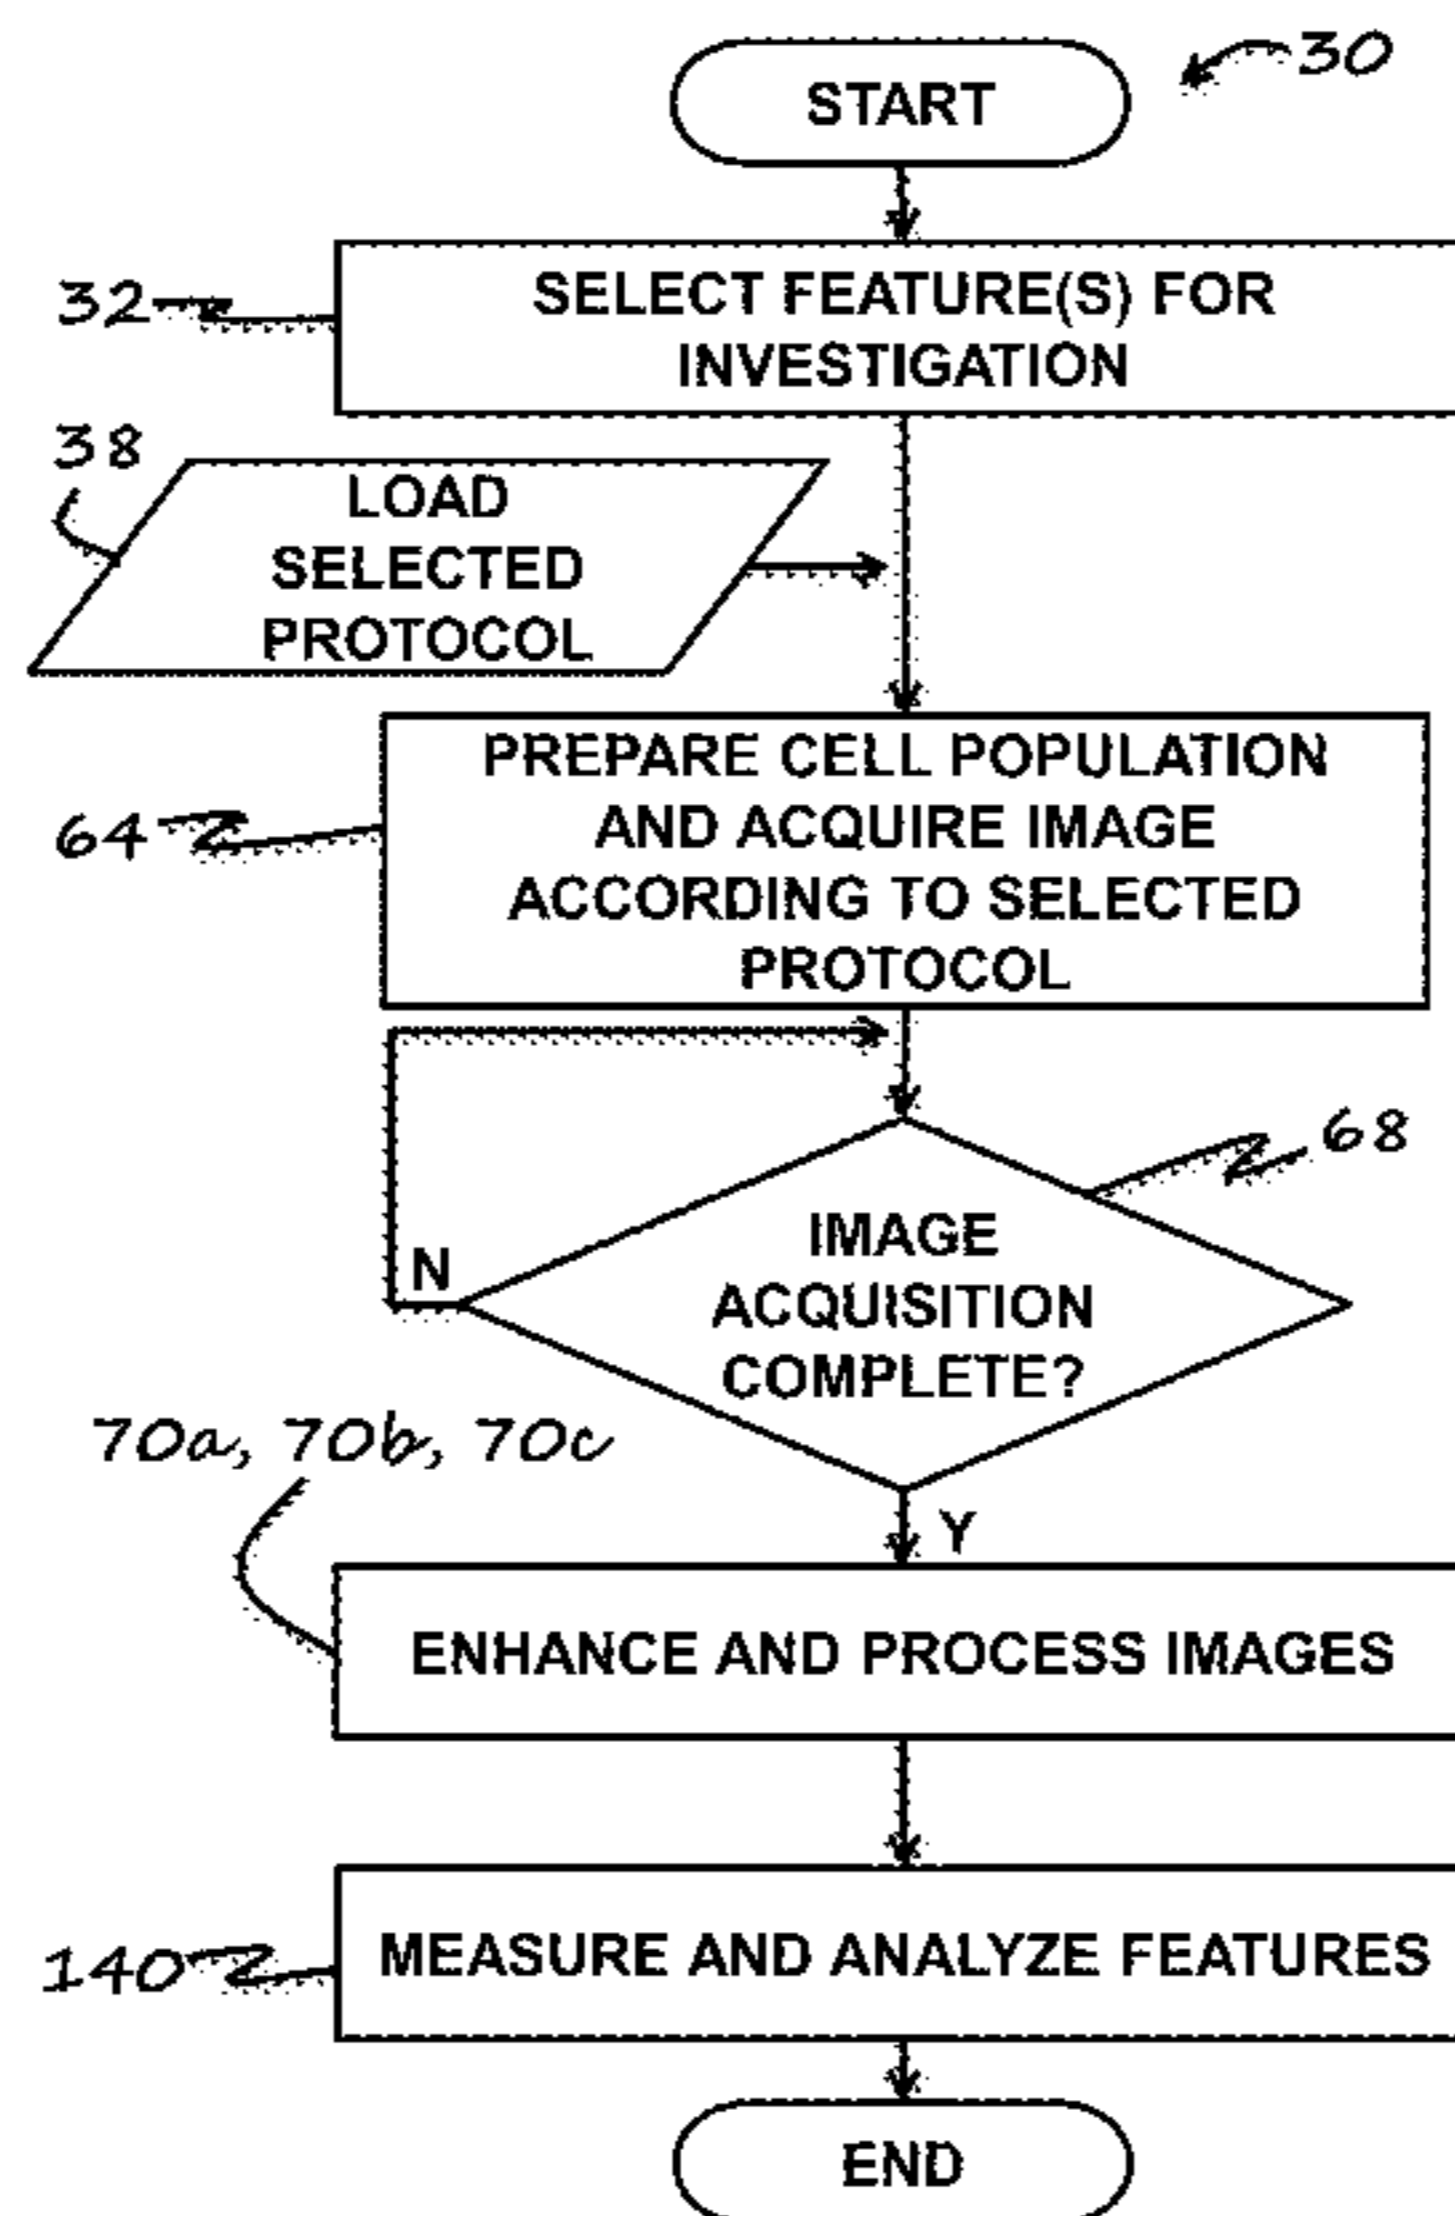 START
30
32
SELECT FEATURE(S) FOR
INVESTIGATION
38
LOAD
SELECTED
PROTOCOL
64
PREPARE CELL POPULATION
AND ACQUIRE IMAGE
ACCORDING TO SELECTED
PROTOCOL
68
N
IMAGE
ACQUISITION
COMPLETE?
70a, 70b, 70c
Y
ENHANCE AND PROCESS IMAGES
140
MEASURE AND ANALYZE FEATURES
END